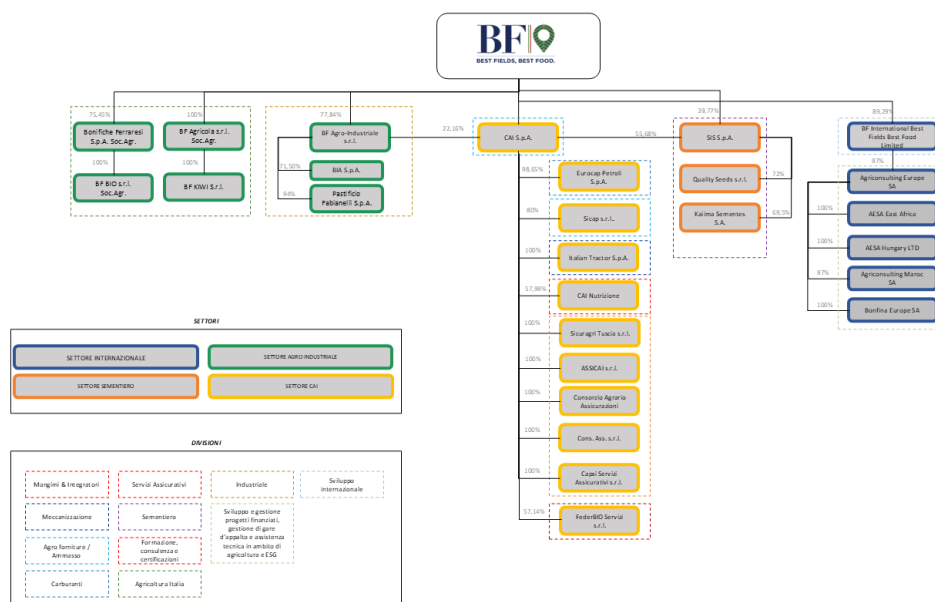 BF
BEST FIELDS, BEST FOOD.
75,45%
100%
77,84%
39,77%
89,29%
Bonifiche Ferraresi
S.p.A. Soc.Agr.
BF Agricola s.r.l.
Soc.Agr.
BF Agro-Industriale
s.r.l.
22,16%
CAI S.p.A.
55,68%
SIS S.p.A.
BF International Best
Fields Best Food
Limited
100%
100%
71,50%
98,65%
72%
97%
BF BIO s.r.l.
Soc.Agr.
BF KIWI S.r.l.
BIA S.p.A.
Eurocap Petroli
S.p.A.
Quality Seeds s.r.l.
Agriconsulting Europe
SA
94%
Pastificio
Fabianelli S.p.A.
80%
Sicap s.r.l.
Kaiima Sementes
S.A.
69,5%
100%
AESA East Africa
100%
Italian Tractor S.p.A.
100%
AESA Hungary LTD
57,98%
CAI Nutrizione
97%
Agriconsulting Maroc
SA
100%
Bonfina Europe SA
100%
Sicuragri Tuscia s.r.l.
100%
ASSICAI s.r.l.
100%
Consorzio Agrario
Assicurazioni
100%
Cons. Ass. s.r.l.
100%
Capsi Servizi
Assicurativi s.r.l.
57,14%
FederBIO Servizi
s.r.l.
SETTORI
SETTORE INTERNAZIONALE
SETTORE AGRO INDUSTRIALE
SETTORE SEMENTIERO
SETTORE CAI
DIVISIONI
Mangimi & Integratori
Servizi Assicurativi
Industriale
Sviluppo
internazionale
Meccanizzazione
Sementiero
Sviluppo e gestione
progetti finanziati,
gestione di gare
d'appalto e assistenza
tecnica in ambito di
agricoltura e ESG
Agro forniture /
Ammasso
Formazione,
consulenza e
certificazioni
Carburanti
Agricoltura Italia